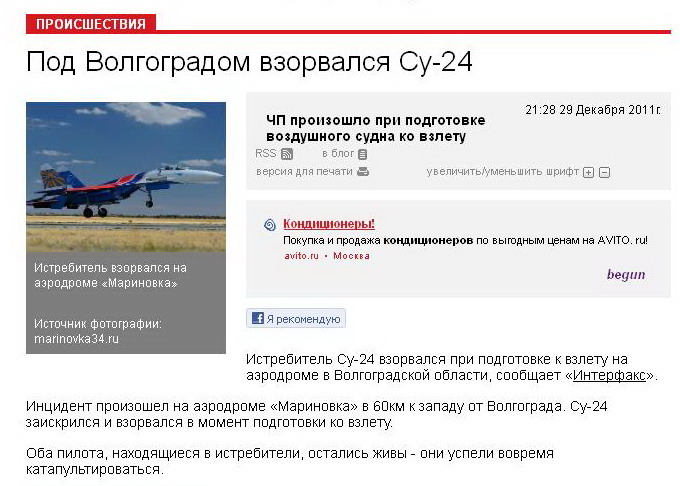 ПРОИСШЕСТВИЯ
Под Волгоградом взорвался Су-24
21:28 29 Декабря 2011г.
ЧП произошло при подготовке
воздушного судна ко взлету
RSS в блог
версия для печати увеличить/уменьшить шрифт
Кондиционеры!
Покупка и продажа кондиционеров по выгодным ценам на AVITO. ru!
avito.ru • Москва
begun
Истребитель взорвался на
аэродроме «Мариновка»
Источник фотографии:
marinovka34.ru
Я рекомендую
Истребитель Су-24 взорвался при подготовке к взлету на
аэродроме в Волгоградской области, сообщает «Интерфакс».
Инцидент произошел на аэродроме «Мариновка» в 60км к западу от Волгограда. Су-24
заискрился и взорвался в момент подготовки ко взлету.
Оба пилота, находящиеся в истребители, остались живы - они успели вовремя
катапультироваться.